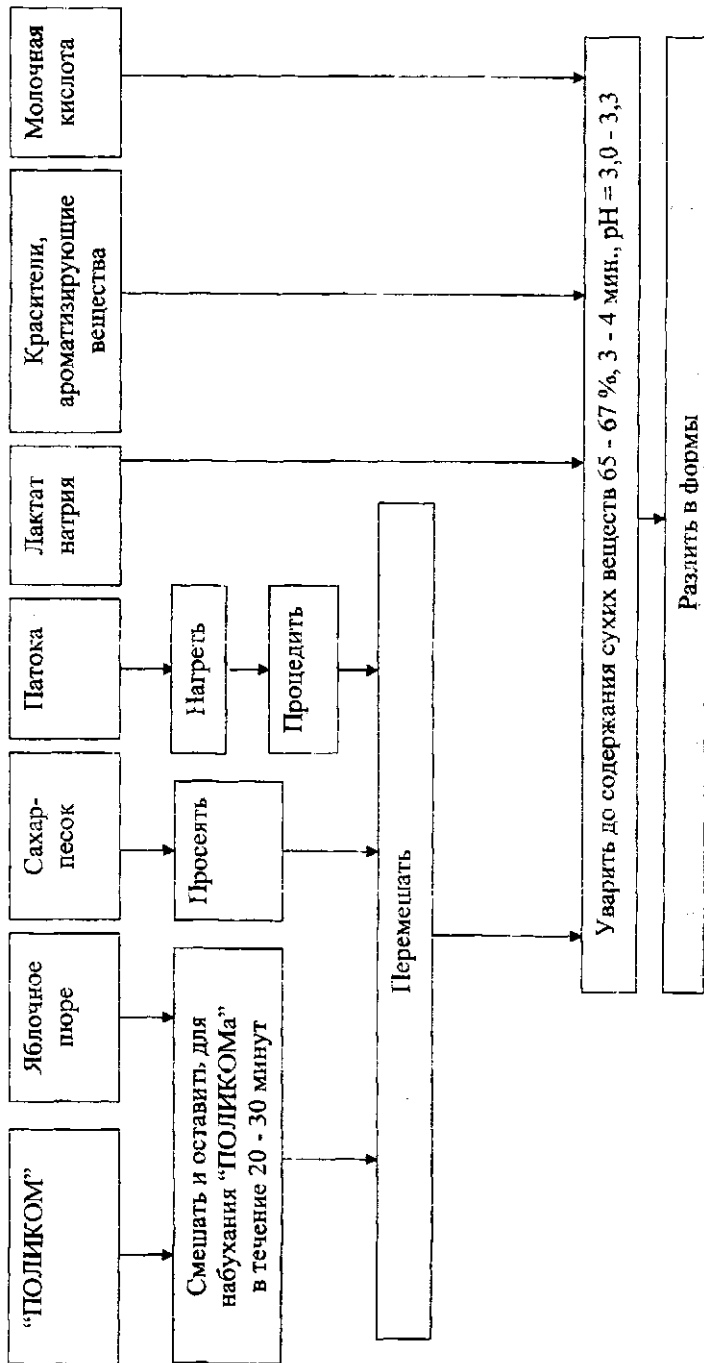 “ПОЛИКОМ”
Яблочное
пюре
Сахар-
песок
Патока
Лактат
натрия
Красители,
ароматизирующие
вещества
Молочная
кислота
Смешать и оставить для
набухания “ПОЛИКОМа”
в течение 20 - 30 минут
Просеять
Нагреть
Процедить
Перемешать
Уварить до содержания сухих веществ 65 - 67 %, 3 - 4 мин., pH = 3,0 - 3,3
Разлить в формы